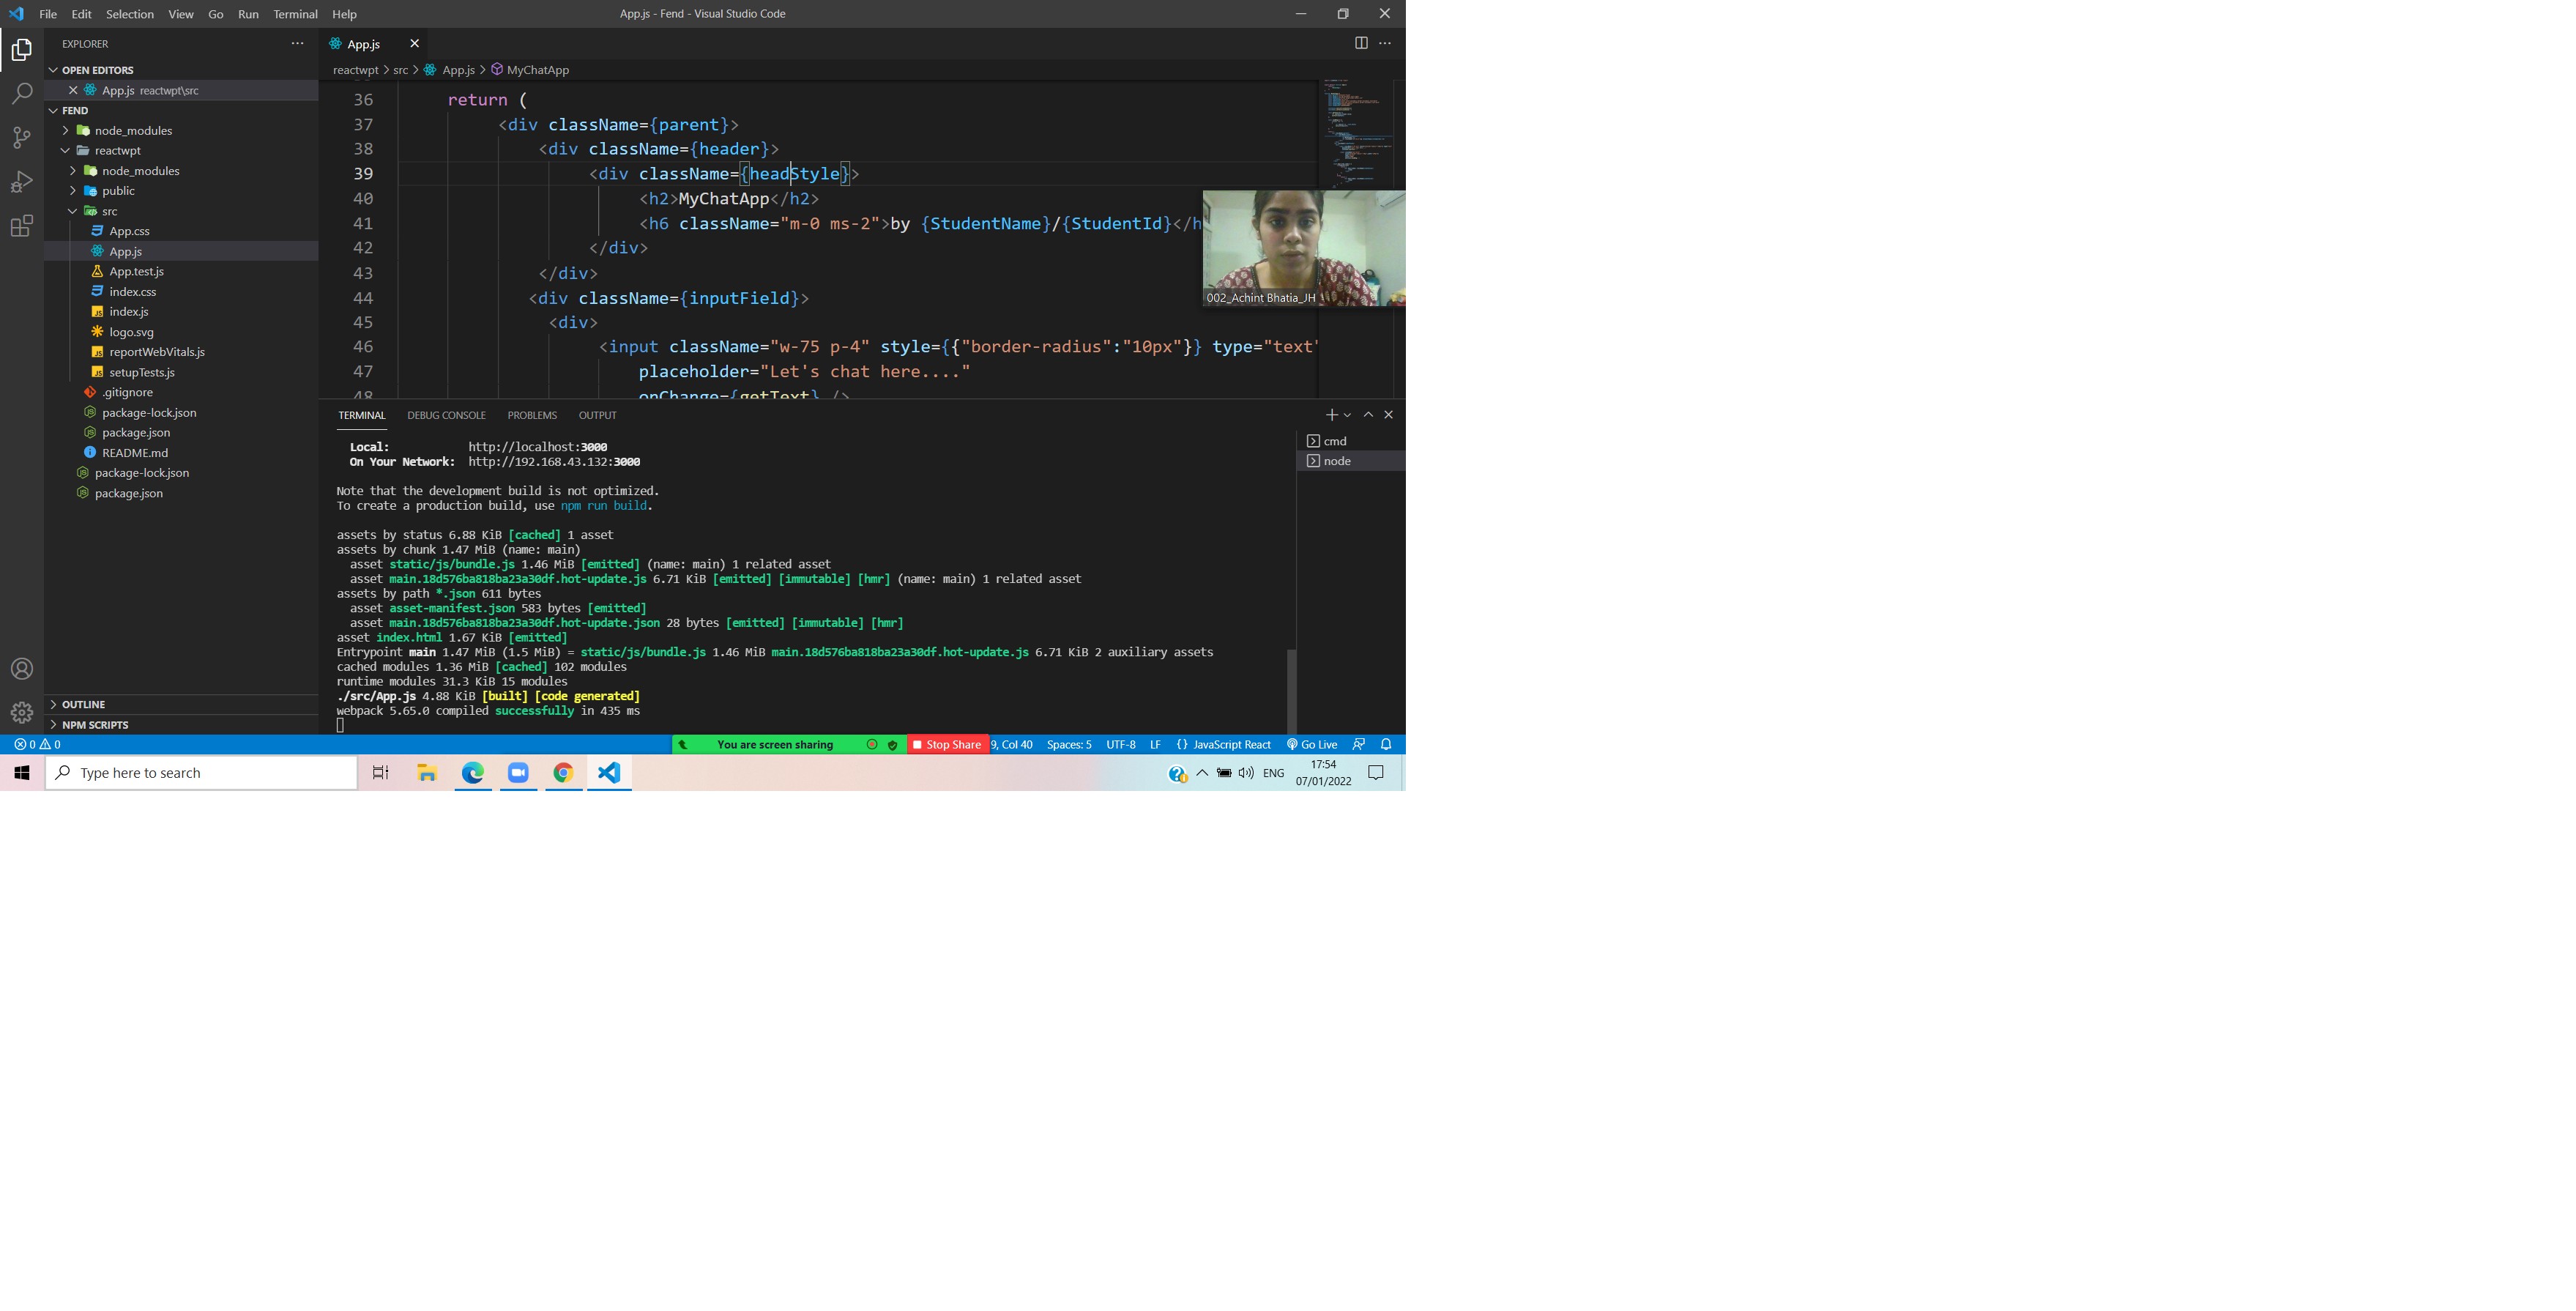 File Edit Selection View Go Run Terminal Help
App.js - Fend - Visual Studio Code
EXPLORER
OPEN EDITORS
App.js reactwpt\src
FEND
node_modules
reactwpt
node_modules
public
src
App.css
App.js
App.test.js
index.css
index.js
logo.svg
reportWebVitals.js
setupTests.js
.gitignore
package-lock.json
package.json
README.md
package-lock.json
package.json
OUTLINE
NPM SCRIPTS
App.js
reactwpt > src > App.js > MyChatApp
36 return (
37 <div className={parent}>
38 <div className={header}>
39 <div className={headStyle}>
40 <h2>MyChatApp</h2>
41 <h6 className="m-0 ms-2">by {StudentName}/{StudentId}</h
42 </div>
43 </div>
44 <div className={inputField}>
45 <div>
46 <input className="w-75 p-4" style={{"border-radius":"10px"}} type="text"
47 placeholder="Let's chat here...."
48 onChange={getText} />
002_Achint Bhatia_JH
TERMINAL DEBUG CONSOLE PROBLEMS OUTPUT
cmd
node
Local: http://localhost:3000
On Your Network: http://192.168.43.132:3000
Note that the development build is not optimized.
To create a production build, use npm run build.
assets by status 6.88 KiB [cached] 1 asset
assets by chunk 1.47 MiB (name: main)
asset static/js/bundle.js 1.46 MiB [emitted] (name: main) 1 related asset
asset main.18d576ba818ba23a30df.hot-update.js 6.71 KiB [emitted] [immutable] [hmr] (name: main) 1 related asset
assets by path *.json 611 bytes
asset asset-manifest.json 583 bytes [emitted]
asset main.18d576ba818ba23a30df.hot-update.json 28 bytes [emitted] [immutable] [hmr]
asset index.html 1.67 KiB [emitted]
Entrypoint main 1.47 MiB (1.5 MiB) = static/js/bundle.js 1.46 MiB main.18d576ba818ba23a30df.hot-update.js 6.71 KiB 2 auxiliary assets
cached modules 1.36 MiB [cached] 102 modules
runtime modules 31.3 KiB 15 modules
./src/App.js 4.88 KiB [built] [code generated]
webpack 5.65.0 compiled successfully in 435 ms
0 0
You are screen sharing Stop Share 9, Col 40 Spaces: 5 UTF-8 LF {} JavaScript React Go Live
Type here to search
ENG
17:54
07/01/2022